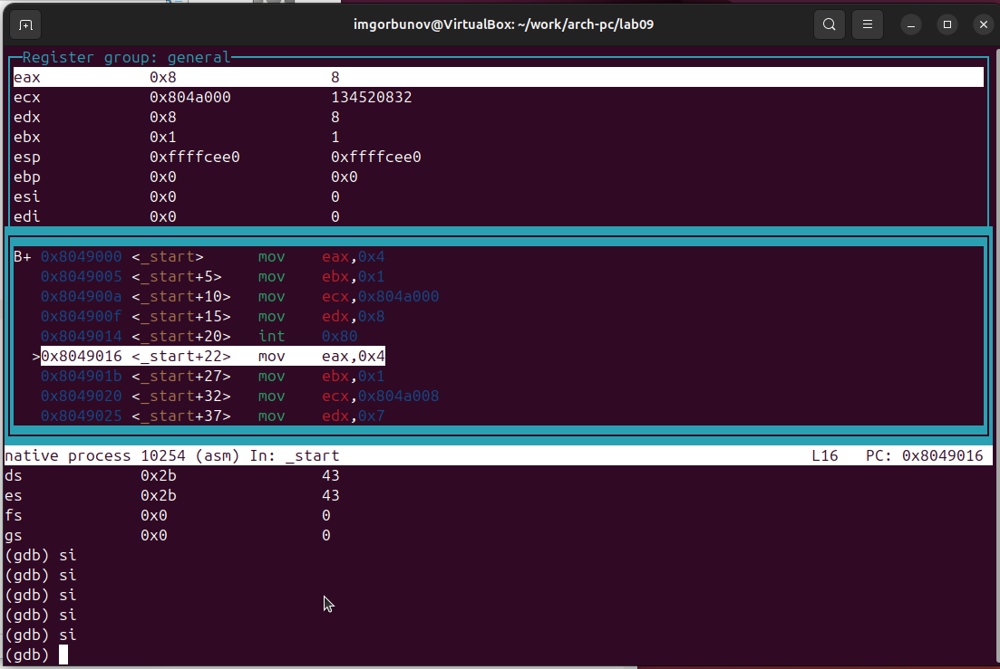 imgorbunov@VirtualBox: ~/work/arch-pc/lab09
Register group: general
eax 0x8 8
ecx 0x804a000 134520832
edx 0x8 8
ebx 0x1 1
esp 0xffffcee0 0xffffcee0
ebp 0x0 0x0
esi 0x0 0
edi 0x0 0
B+ 0x8049000 <_start> mov eax,0x4
0x8049005 <_start+5> mov ebx,0x1
0x804900a <_start+10> mov ecx,0x804a000
0x804900f <_start+15> mov edx,0x8
0x8049014 <_start+20> int 0x80
>0x8049016 <_start+22> mov eax,0x4
0x804901b <_start+27> mov ebx,0x1
0x8049020 <_start+32> mov ecx,0x804a008
0x8049025 <_start+37> mov edx,0x7
native process 10254 (asm) In: _start L16 PC: 0x8049016
ds 0x2b 43
es 0x2b 43
fs 0x0 0
gs 0x0 0
(gdb) si
(gdb) si
(gdb) si
(gdb) si
(gdb) si
(gdb)